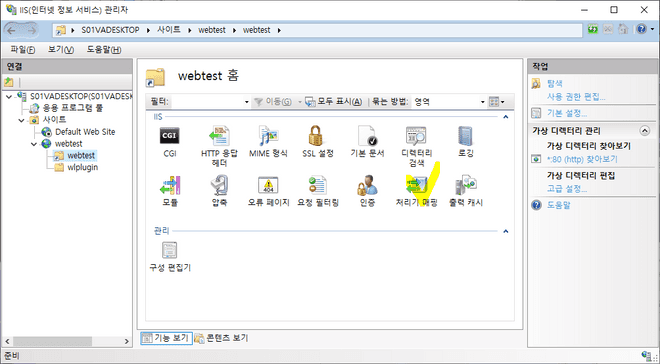 IIS(인터넷 정보 서비스) 관리자
S01VADESKTOP ▸ 사이트 ▸ webtest ▸ webtest ▸
파일(F) 보기(V) 도움말(H)
연결
S01VADESKTOP(S01VADESK
응용 프로그램 풀
사이트
Default Web Site
webtest
webtest
wlplugin
webtest 홈
필터: 이동(G) 모두 표시(A) 묶는 방법: 영역
IIS
CGI HTTP 응답 헤더 MIME 형식 SSL 설정 기본 문서 디렉터리 검색 로깅
모듈 압축 오류 페이지 요청 필터링 인증 처리기 매핑 출력 캐시
관리
구성 편집기
기능 보기 콘텐츠 보기
작업
탐색
사용 권한 편집...
기본 설정...
가상 디렉터리 관리
가상 디렉터리 찾아보기
*:80 (http) 찾아보기
가상 디렉터리 편집
고급 설정...
도움말
준비